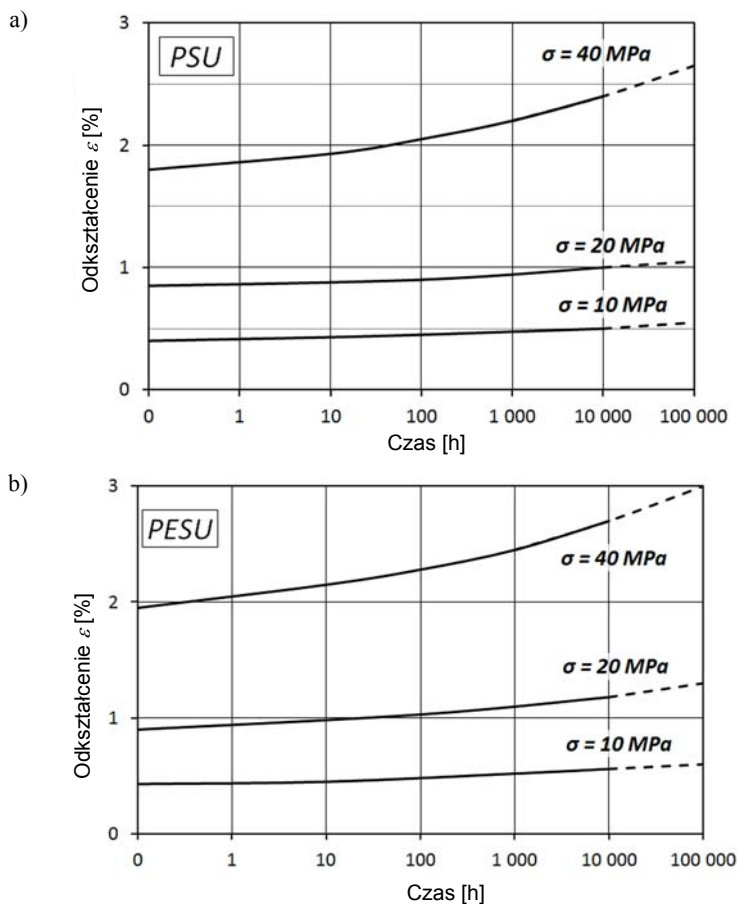 a)
3
PSU
σ = 40 MPa
2
Odkształcenie ε [%]
σ = 20 MPa
1
σ = 10 MPa
0
0 1 10 100 1 000 10 000 100 000
Czas [h]
b)
3
PESU
σ = 40 MPa
2
Odkształcenie ε [%]
σ = 20 MPa
1
σ = 10 MPa
0
0 1 10 100 1 000 10 000 100 000
Czas [h]